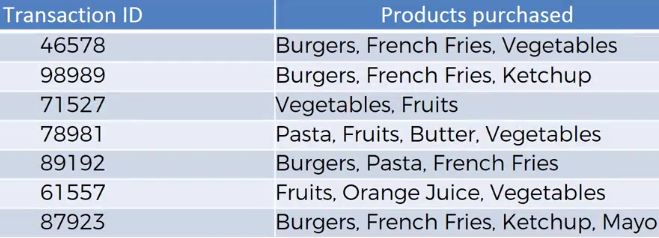 Transaction ID Products purchased
46578 Burgers, French Fries, Vegetables
98989 Burgers, French Fries, Ketchup
71527 Vegetables, Fruits
78981 Pasta, Fruits, Butter, Vegetables
89192 Burgers, Pasta, French Fries
61557 Fruits, Orange Juice, Vegetables
87923 Burgers, French Fries, Ketchup, Mayo